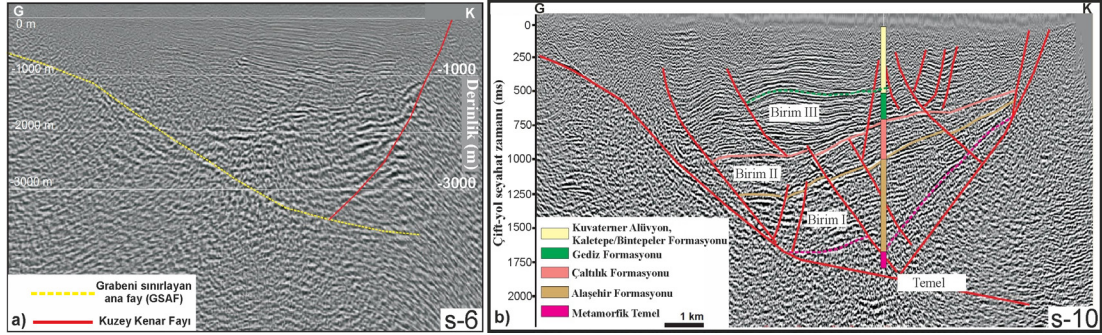 G
K
0 m
-1000 m
2000 m
3000 m
-1000
-2000
-3000
Derinlik (m)
Grabeni sınırlayan
ana fay (GSAF)
Kuzey Kenar Fayı
a)
s-6
G
K
0
250
500
750
1000
1250
1500
1750
2000
Çift-yol seyahat zamanı (ms)
Birim III
Birim II
Birim I
Temel
Kuvaterner Alüvyon,
Kaletepe/Bintepeler Formasyonu
Gediz Formasyonu
Çaltılık Formasyonu
Alaşehir Formasyonu
Metamorfik Temel
1 km
b)
s-10